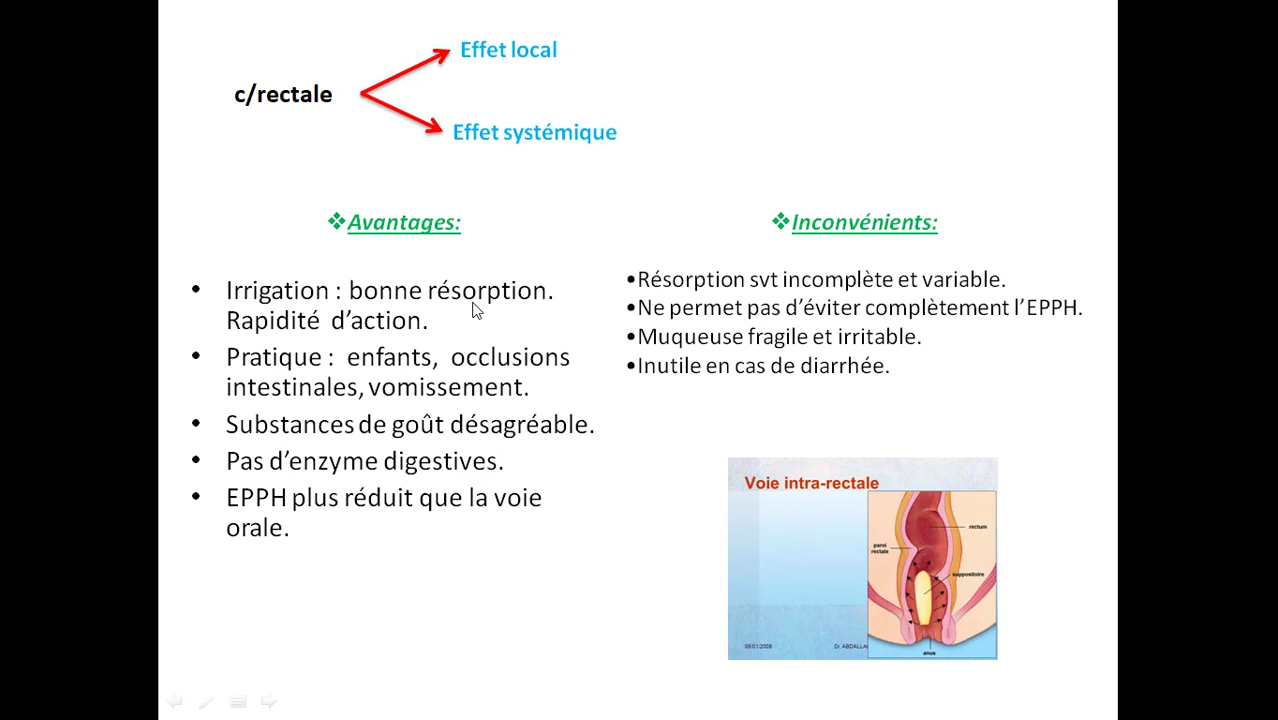 Effet local
c/rectale
Effet systémique
❖Avantages:
• Irrigation : bonne résorption.
Rapidité d’action.
• Pratique : enfants, occlusions
intestinales, vomissement.
• Substances de goût désagréable.
• Pas d’enzyme digestives.
• EPPH plus réduit que la voie
orale.
❖Inconvénients:
•Résorption svt incomplète et variable.
•Ne permet pas d’éviter complètement l’EPPH.
•Muqueuse fragile et irritable.
•Inutile en cas de diarrhée.
Voie intra-rectale
rectum
paroi
rectale
suppositoire
anus
Dr. ABDALLAH